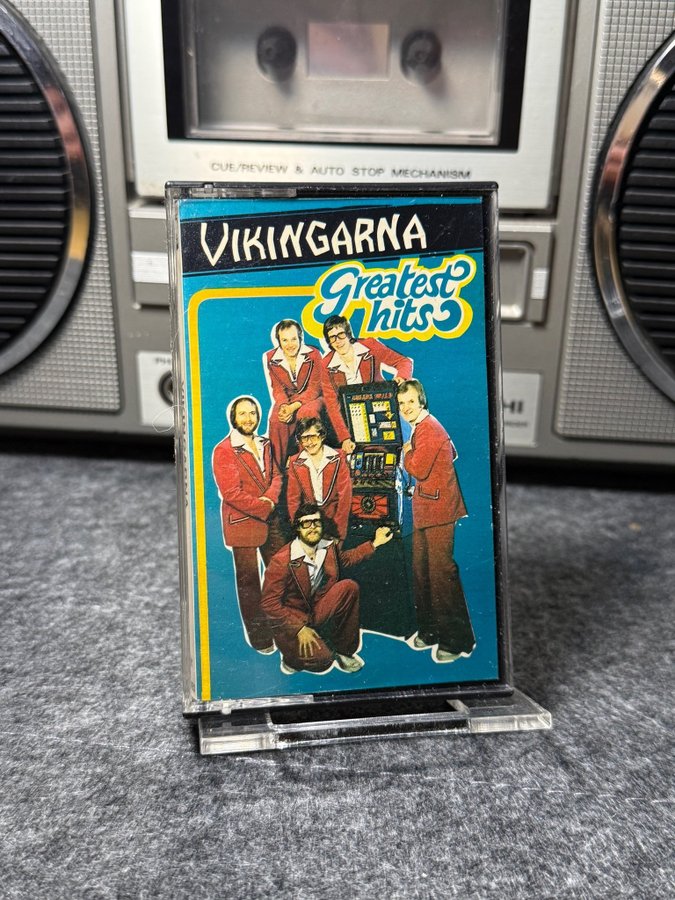 CUE/REVIEW & AUTO STOP MECHANISM
VIKINGARNA
Greatest
hits